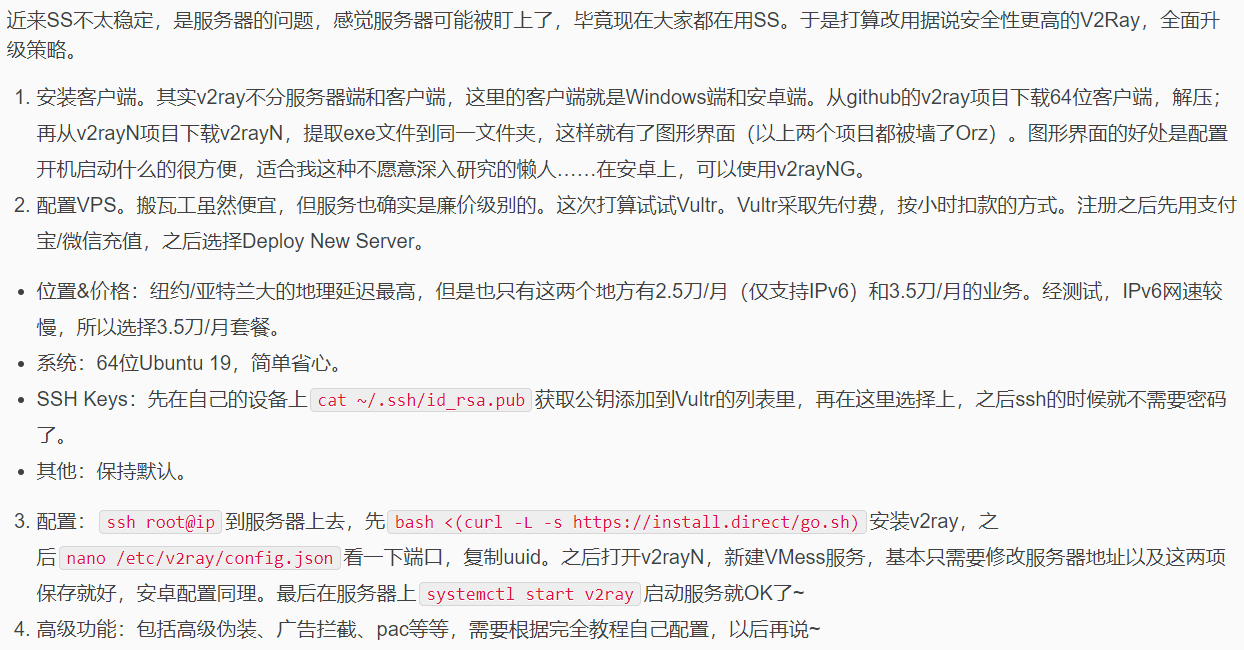 近来SS不太稳定，是服务器的问题，感觉服务器可能被盯上了，毕竟现在大家都在用SS。于是打算改用据说安全性更高的V2Ray，全面升
级策略。
1. 安装客户端。其实v2ray不分服务器端和客户端，这里的客户端就是Windows端和安卓端。从github的v2ray项目下载64位客户端，解压；
再从v2rayN项目下载v2rayN，提取exe文件到同一文件夹，这样就有了图形界面（以上两个项目都被墙了Orz）。图形界面的好处是配置
开机启动什么的很方便，适合我这种不愿意深入研究的懒人……在安卓上，可以使用v2rayNG。
2. 配置VPS。搬瓦工虽然便宜，但服务也确实是廉价级别的。这次打算试试Vultr。Vultr采取先付费，按小时扣款的方式。注册之后先用支付
宝/微信充值，之后选择Deploy New Server。
• 位置&价格：纽约/亚特兰大的地理延迟最高，但是也只有这两个地方有2.5刀/月（仅支持IPv6）和3.5刀/月的业务。经测试，IPv6网速较
慢，所以选择3.5刀/月套餐。
• 系统：64位Ubuntu 19，简单省心。
• SSH Keys：先在自己的设备上 cat ~/.ssh/id_rsa.pub 获取公钥添加到Vultr的列表里，再在这里选择上，之后ssh的时候就不需要密码
了。
• 其他：保持默认。
3. 配置： ssh root@ip 到服务器上去，先 bash <(curl -L -s https://install.direct/go.sh) 安装v2ray，之
后 nano /etc/v2ray/config.json 看一下端口，复制uuid。之后打开v2rayN，新建VMess服务，基本只需要修改服务器地址以及这两项
保存就好，安卓配置同理。最后在服务器上 systemctl start v2ray 启动服务就OK了~
4. 高级功能：包括高级伪装、广告拦截、pac等等，需要根据完全教程自己配置，以后再说~